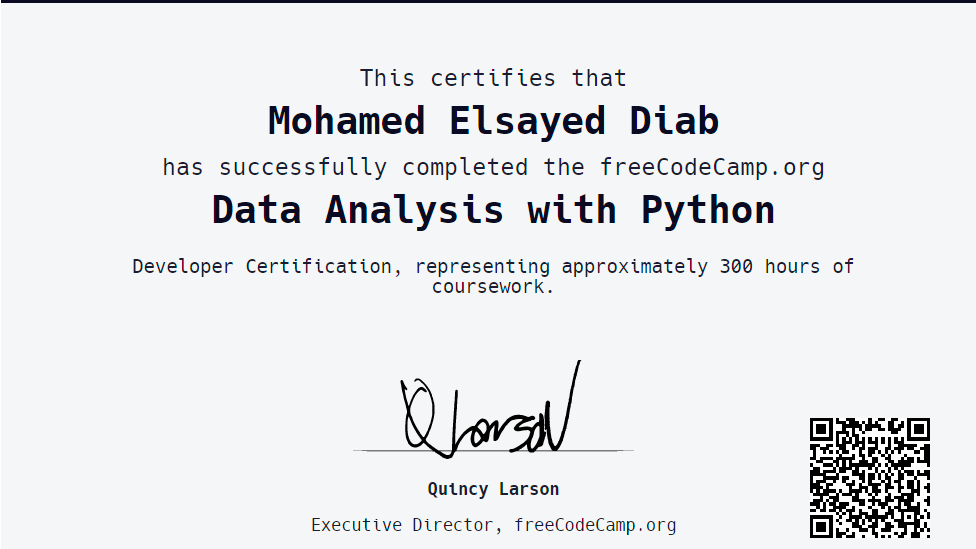 This certifies that
Mohamed Elsayed Diab
has successfully completed the freeCodeCamp.org
Data Analysis with Python
Developer Certification, representing approximately 300 hours of
coursework.
Q Larson
Quincy Larson
Executive Director, freeCodeCamp.org